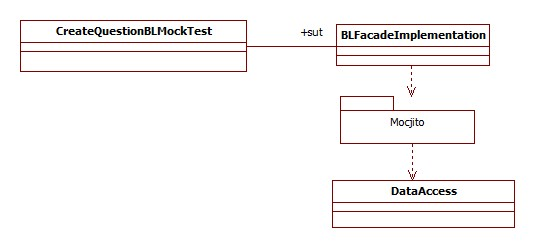 CreateQuestionBLMockTest
+sut
BLFacadeImplementation
Mocjito
DataAccess